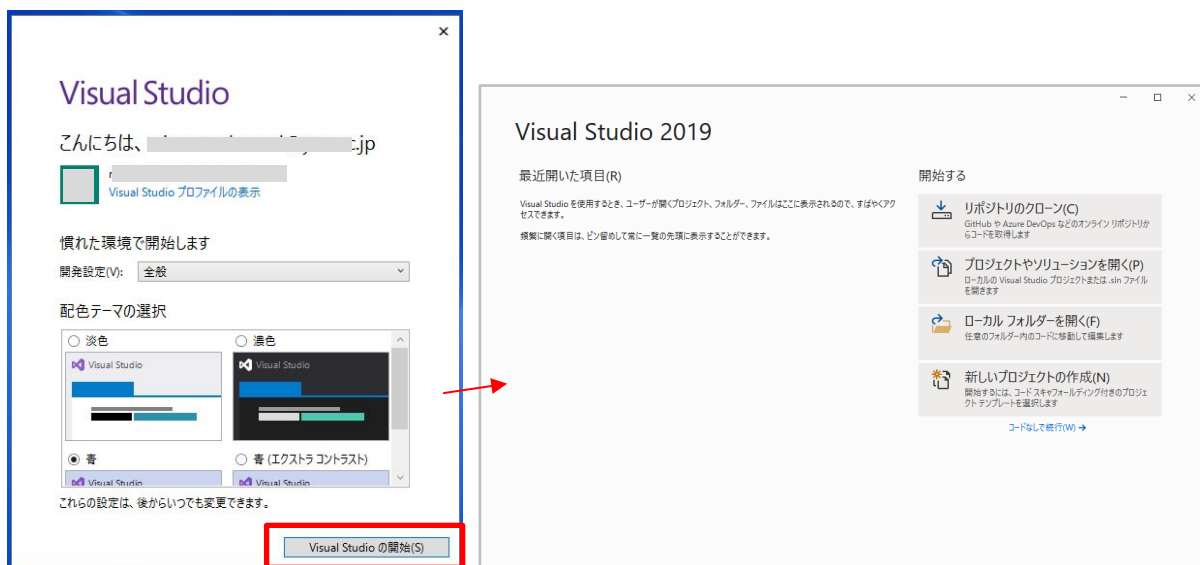 Visual Studio
こんにちは、
.jp
Visual Studio プロファイルの表示
慣れた環境で開始します
開発設定(V):
全般
配色テーマの選択
淡色
濃色
Visual Studio
Visual Studio
青
青 (エクストラ コントラスト)
Visual Studio
Visual Studio
これらの設定は、後からいつでも変更できます。
Visual Studio の開始(S)
Visual Studio 2019
最近開いた項目(R)
Visual Studio を使用するとき、ユーザーが開くプロジェクト、フォルダー、ファイルはここに表示されるので、すばやくアク
セスできます。
頻繁に開く項目は、ピン留めして常に一覧の先頭に表示することができます。
開始する
リポジトリのクローン(C)
GitHub や Azure DevOps などのオンライン リポジトリか
らコードを取得します
プロジェクトやソリューションを開く(P)
ローカルの Visual Studio プロジェクトまたは .sln ファイル
を開きます
ローカル フォルダーを開く(F)
任意のフォルダー内のコードに移動して編集します
新しいプロジェクトの作成(N)
開始するには、コード スキャフォールディング付きのプロジェ
クト テンプレートを選択します
コードなしで続行(W) →